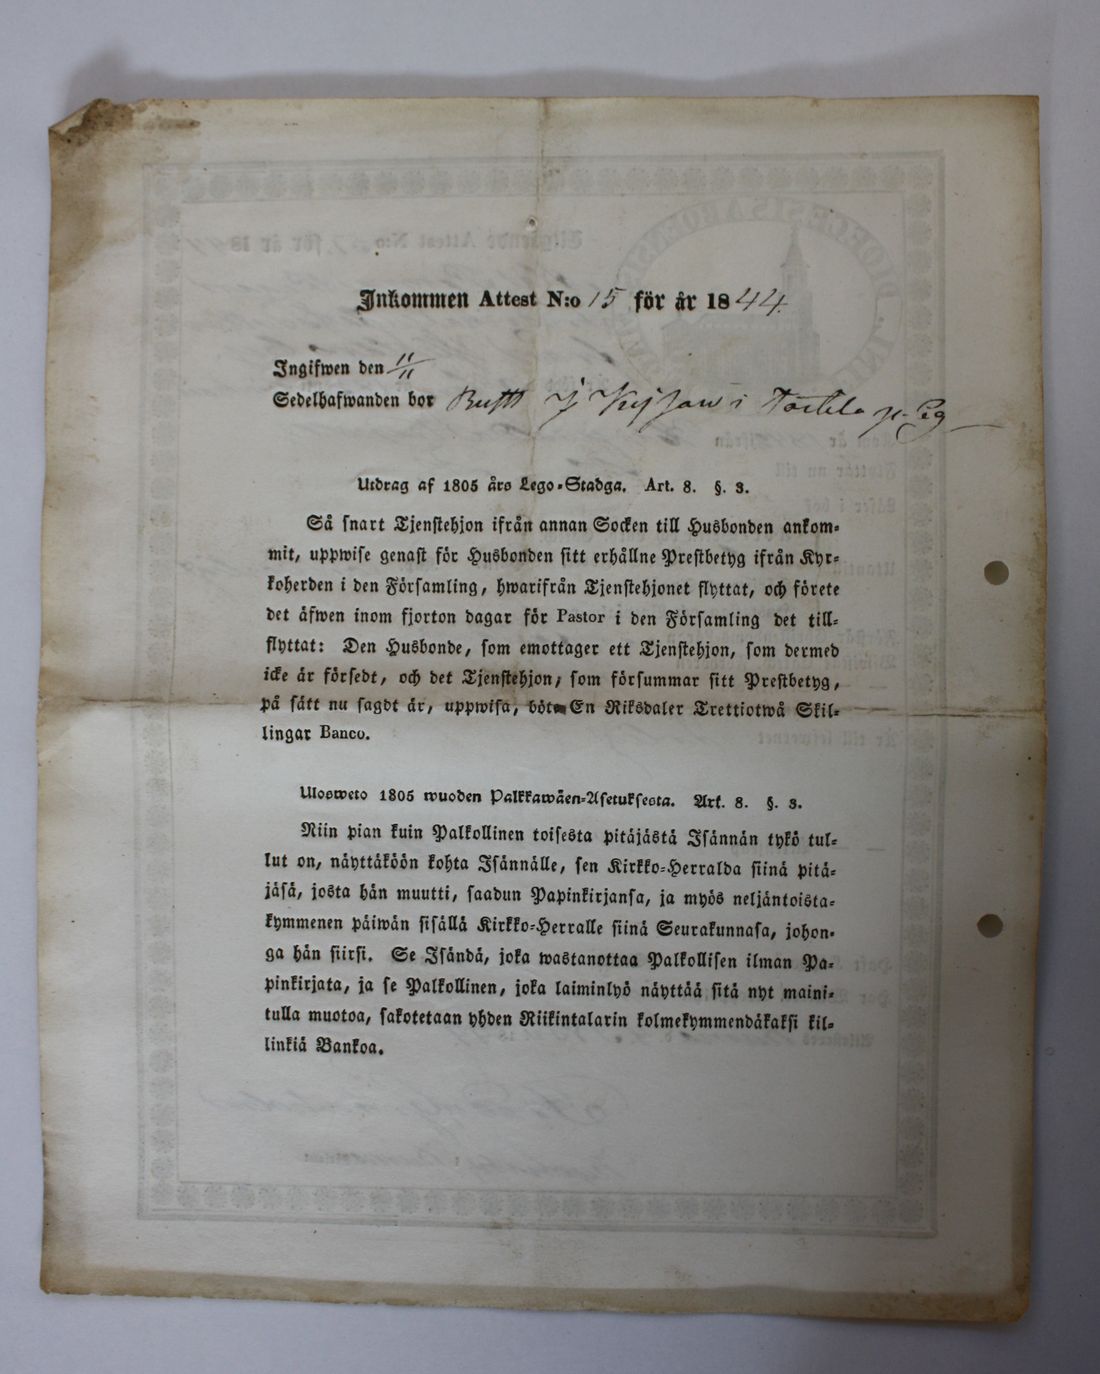 Inkommen Attest N:o 15 för år 1844.
Ingifwen den 11/11
Sedelhafwanden bor i
Utdrag af 1805 års Lego-Stadga. Art. 8. §. 3.
Så snart Tjenstehjon ifrån annan Socken till Husbonden ankom-
mit, uppwise genast för Husbonden sitt erhållne Prestbetyg ifrån Kyr-
koherden i den Församling, hwarifrån Tjenstehjonet flyttat, och förete
det äfwen inom fjorton dagar för Pastor i den Församling det till-
flyttat: Den Husbonde, som emottager ett Tjenstehjon, som dermed
icke är försedt, och det Tjenstehjon, som försummar sitt Prestbetyg,
på sätt nu sagdt är, uppwisa, böte En Riksdaler Trettiotwå Skil-
lingar Banco.
Ulosweto 1805 wuoden Palkkawäen-Asetuksesta. Art. 8. §. 3.
Niin pian kuin Palkollinen toisesta pitäjästä Isännän tykö tul-
lut on, näyttäköön kohta Isännälle, sen Kirkko-Herralda siinä pitä-
jäsä, josta hän muutti, saadun Papinkirjansa, ja myös neljäntoista-
kymmenen päiwän sisällä Kirkko-Herralle siinä Seurakunnasa, johon-
ga hän siirsi. Se Isändä, joka wastanottaa Palkollisen ilman Pa-
pinkirjata, ja se Palkollinen, joka laiminlyö näyttää sitä nyt maini-
tulla muotoa, sakotetaan yhden Riikintalarin kolmekymmendäkaksi kil-
linkiä Bankoa.